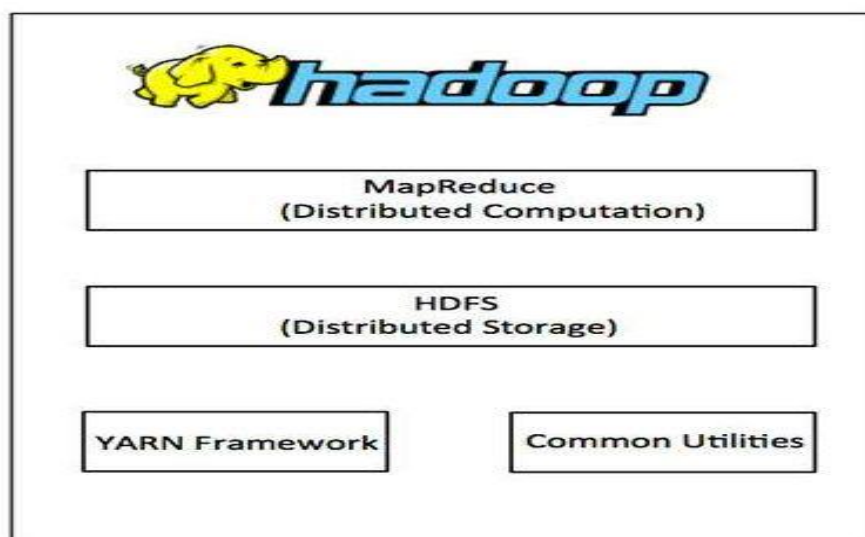 hadoop
MapReduce
(Distributed Computation)
HDFS
(Distributed Storage)
YARN Framework
Common Utilities